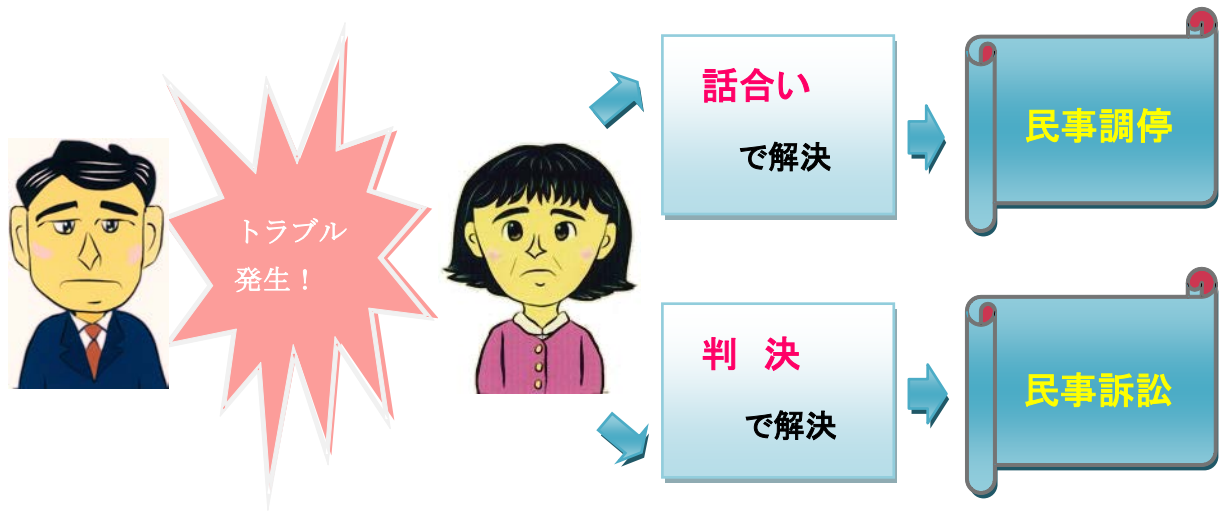 トラブル
発生！
話合い
で解決
民事調停
判　決
で解決
民事訴訟